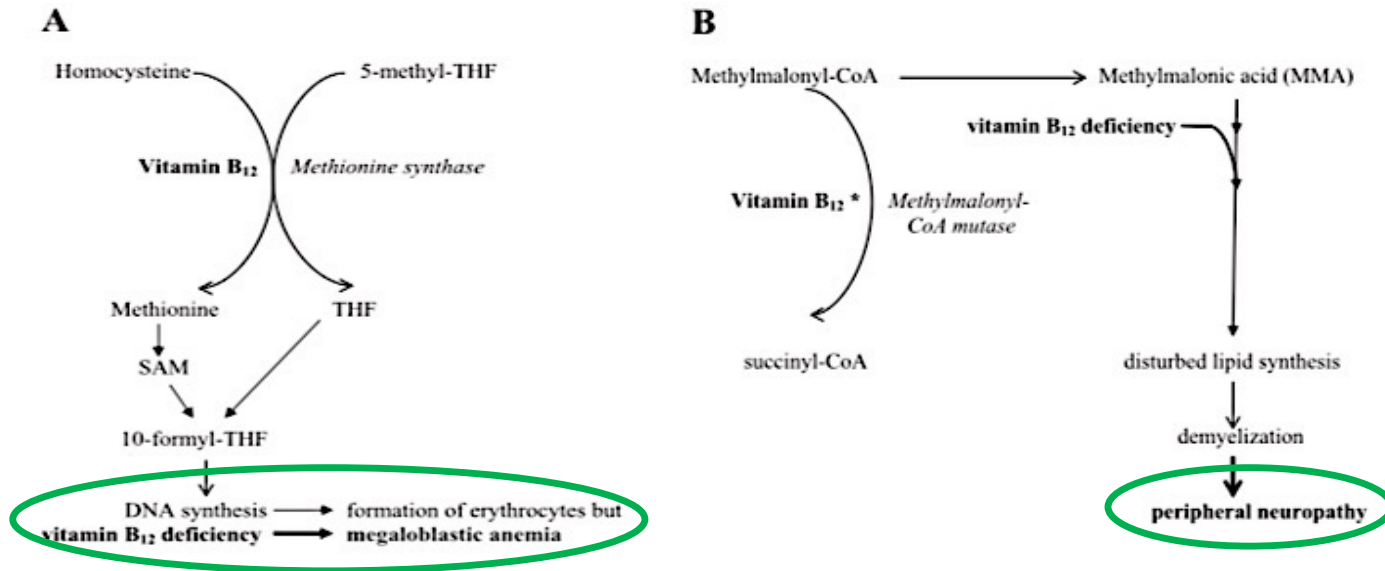 A
Homocysteine
5-methyl-THF
Vitamin B₁₂
Methionine synthase
Methionine
THF
SAM
10-formyl-THF
DNA synthesis
formation of erythrocytes but
vitamin B₁₂ deficiency
megaloblastic anemia
B
Methylmalonyl-CoA
Methylmalonic acid (MMA)
vitamin B₁₂ deficiency
Vitamin B₁₂ *
Methylmalonyl-
CoA mutase
succinyl-CoA
disturbed lipid synthesis
demyelization
peripheral neuropathy